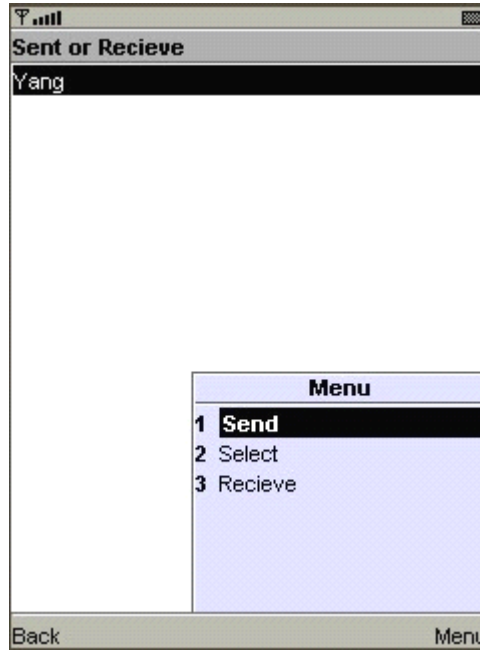 Sent or Recieve
Yang
Menu
1 Send
2 Select
3 Recieve
Back Menu